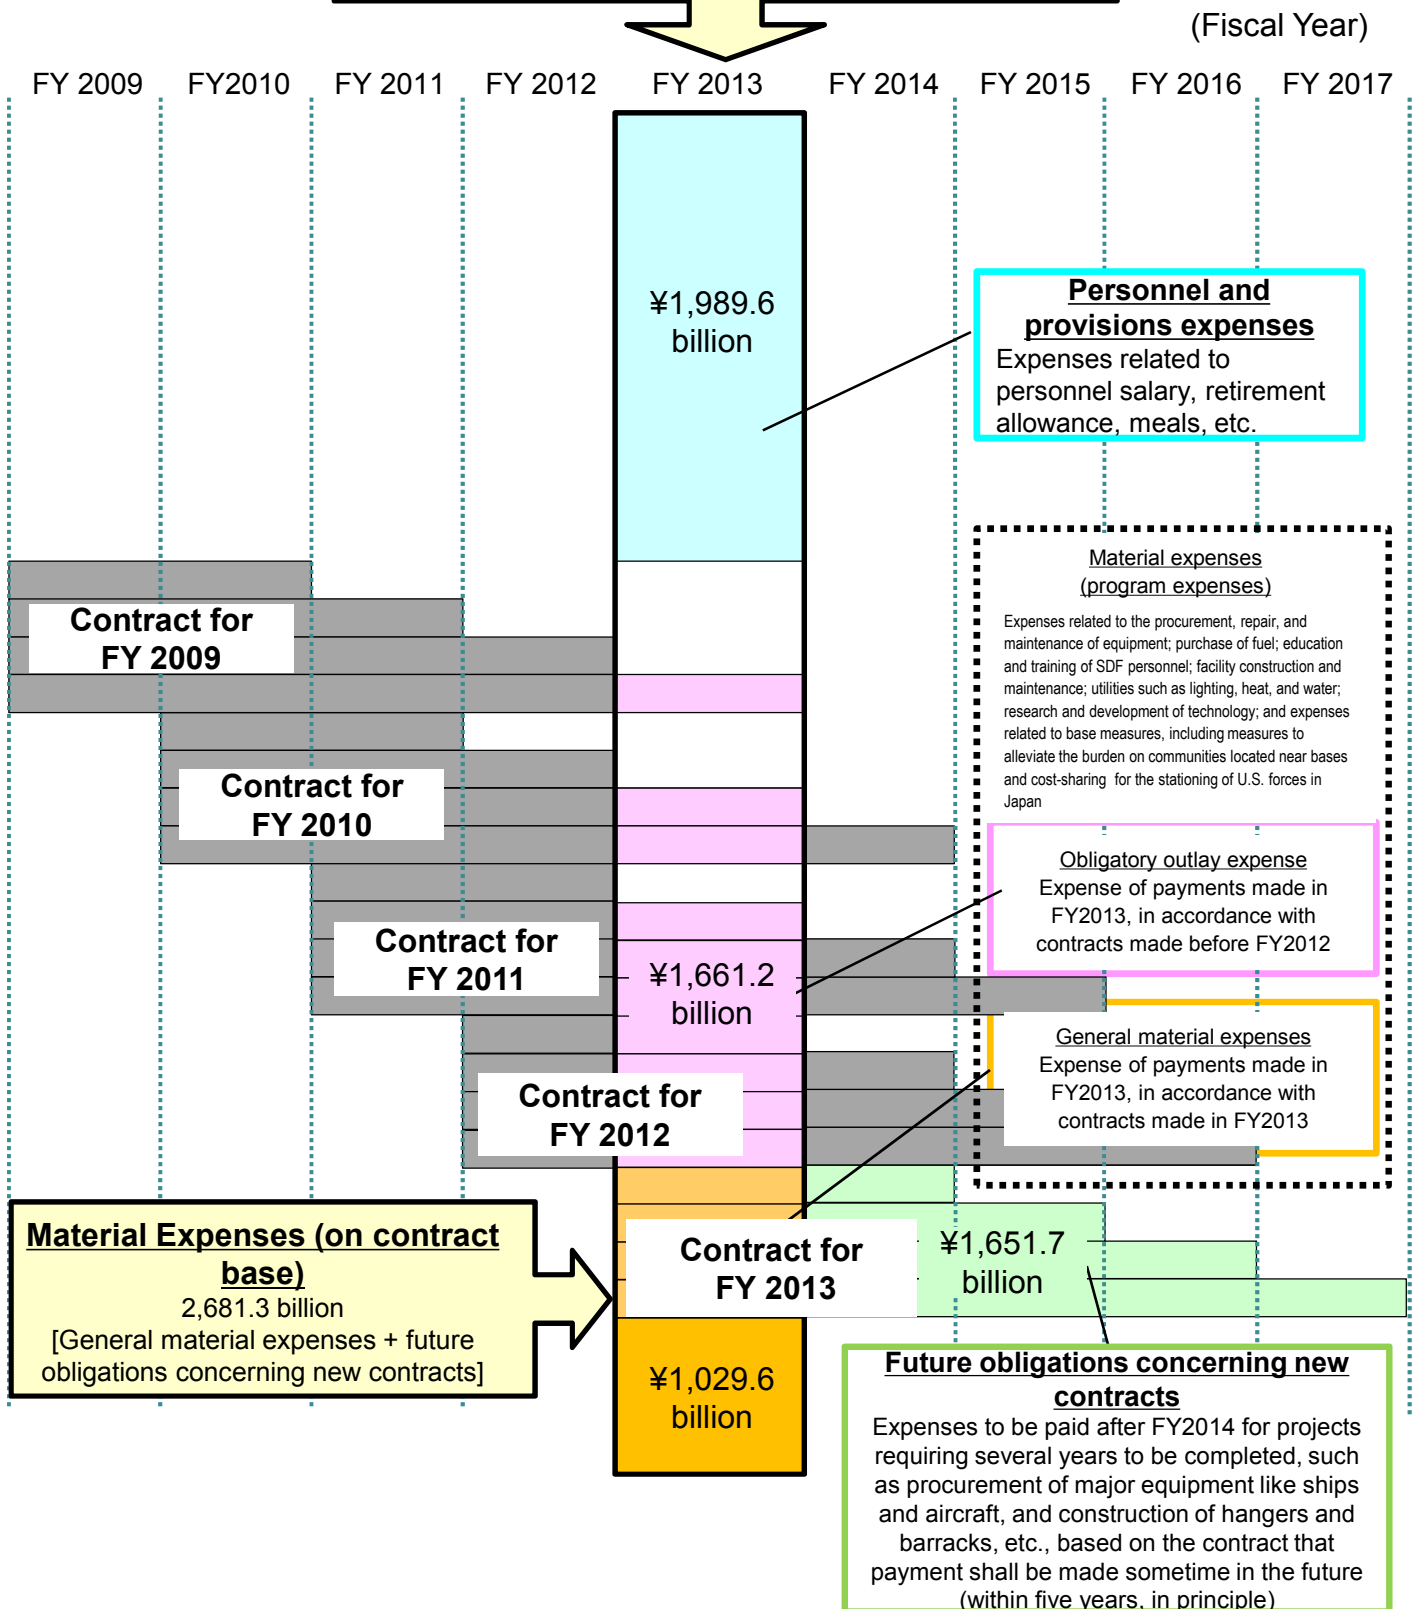 (Fiscal Year)
FY 2009 FY2010 FY 2011 FY 2012 FY 2013 FY 2014 FY 2015 FY 2016 FY 2017
¥1,989.6
billion
Personnel and
provisions expenses
Expenses related to
personnel salary, retirement
allowance, meals, etc.
Material expenses
(program expenses)
Expenses related to the procurement, repair, and
maintenance of equipment; purchase of fuel; education
and training of SDF personnel; facility construction and
maintenance; utilities such as lighting, heat, and water;
research and development of technology; and expenses
related to base measures, including measures to
alleviate the burden on communities located near bases
and cost-sharing for the stationing of U.S. forces in
Japan
Contract for
FY 2009
Contract for
FY 2010
Obligatory outlay expense
Expense of payments made in
FY2013, in accordance with
contracts made before FY2012
Contract for
FY 2011
¥1,661.2
billion
General material expenses
Expense of payments made in
FY2013, in accordance with
contracts made in FY2013
Contract for
FY 2012
Material Expenses (on contract
base)
2,681.3 billion
[General material expenses + future
obligations concerning new contracts]
Contract for
FY 2013
¥1,651.7
billion
¥1,029.6
billion
Future obligations concerning new
contracts
Expenses to be paid after FY2014 for projects
requiring several years to be completed, such
as procurement of major equipment like ships
and aircraft, and construction of hangers and
barracks, etc., based on the contract that
payment shall be made sometime in the future
(within five years, in principle)